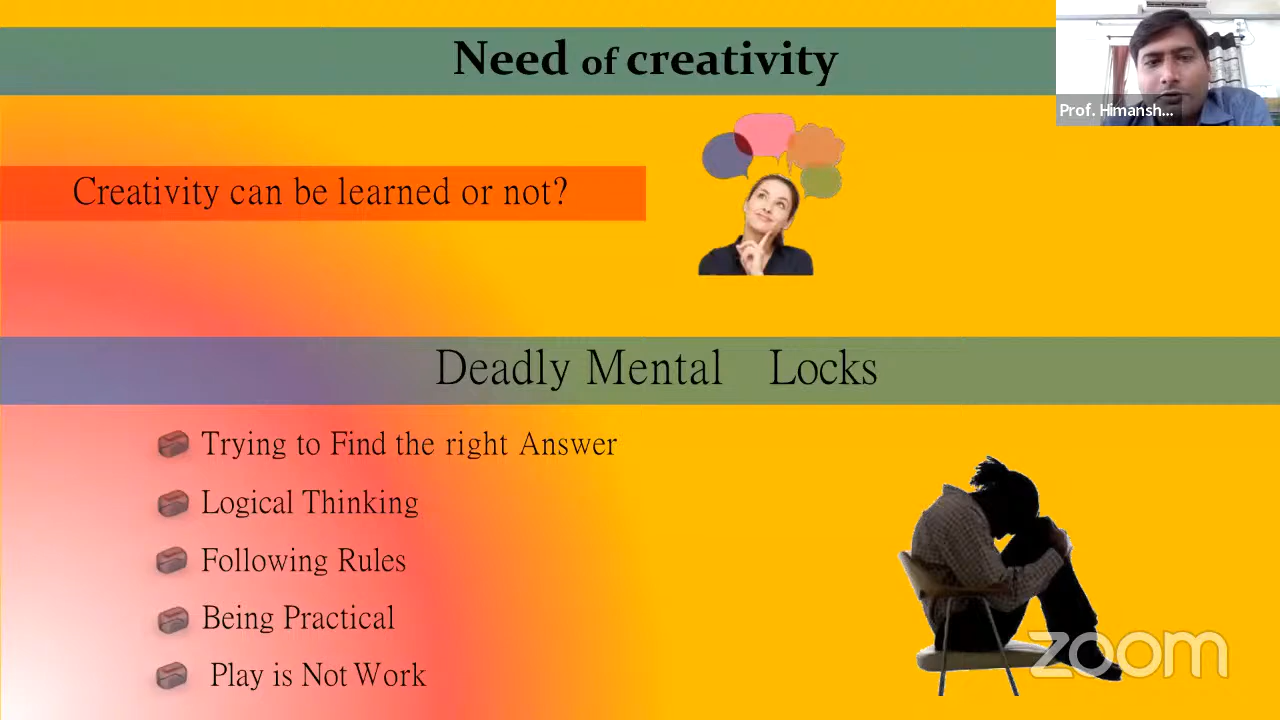 Need of creativity
Prof. Himansh...
Creativity can be learned or not?
Deadly Mental Locks
Trying to Find the right Answer
Logical Thinking
Following Rules
Being Practical
Play is Not Work
zoom